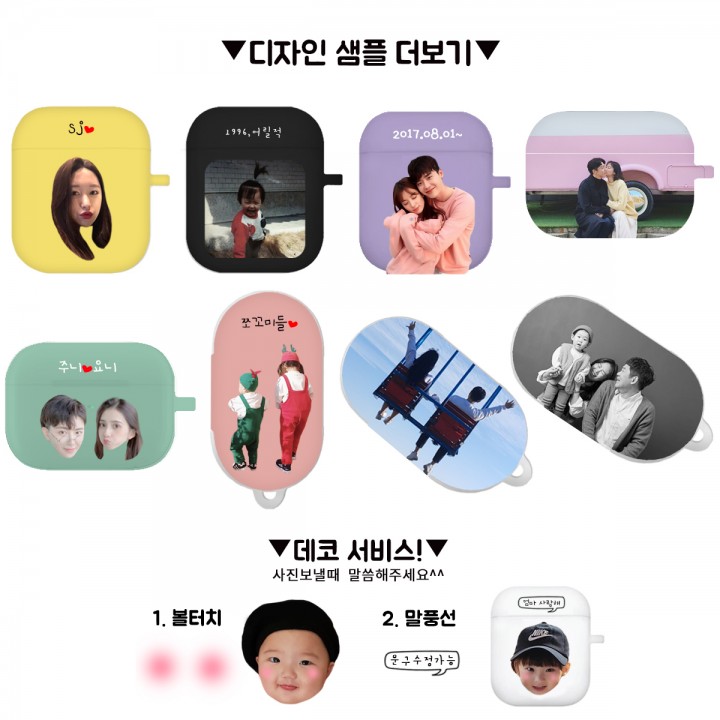 ▼디자인 샘플 더보기▼
SJ♥
1996, 어릴적
2017.08.01~
주니♥요니
쪼꼬미들♥
▼데코 서비스!▼
사진보낼때 말씀해주세요^^
1. 볼터치
2. 말풍선
문구수정가능
엄마 사랑해